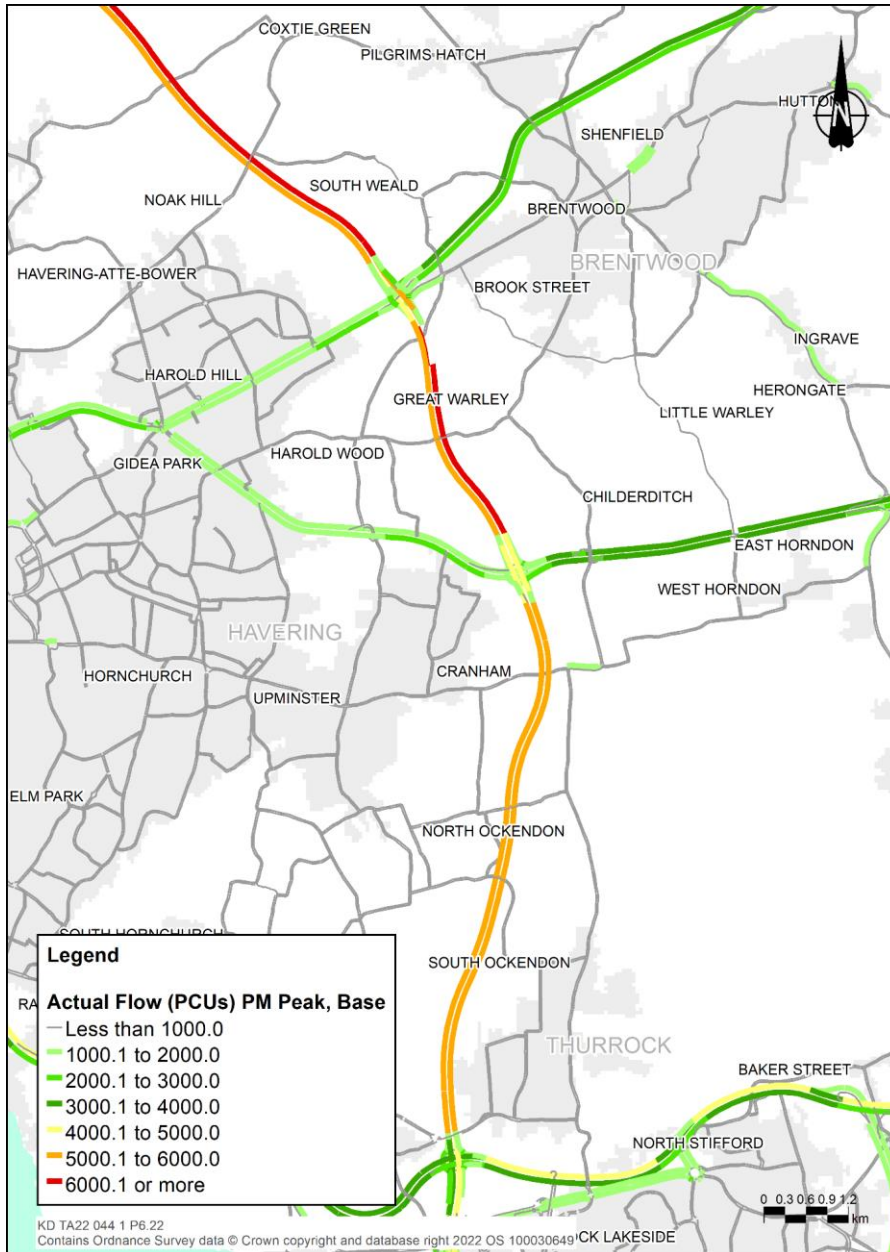 COXTIE GREEN
PILGRIMS HATCH
HUTTON
SHENFIELD
N
SOUTH WEALD
NOAK HILL
BRENTWOOD
BRENTWOOD
HAVERING-ATTE-BOWER
BROOK STREET
INGRAVE
HAROLD HILL
HERONGATE
GREAT WARLEY
LITTLE WARLEY
HAROLD WOOD
GIDEA PARK
CHILDERDITCH
EAST HORNDON
WEST HORNDON
HAVERING
HORNCHURCH
CRANHAM
UPMINSTER
ELM PARK
NORTH OCKENDON
SOUTH HORNCHURCH
SOUTH OCKENDON
RA
THURROCK
BAKER STREET
NORTH STIFFORD
Legend
Actual Flow (PCUs) PM Peak, Base
Less than 1000.0
1000.1 to 2000.0
2000.1 to 3000.0
3000.1 to 4000.0
4000.1 to 5000.0
5000.1 to 6000.0
6000.1 or more
0 0.3 0.6 0.9 1.2
km
KD TA22 044 1 P6.22
Contains Ordnance Survey data © Crown copyright and database right 2022 OS 100030649
OCK LAKESIDE